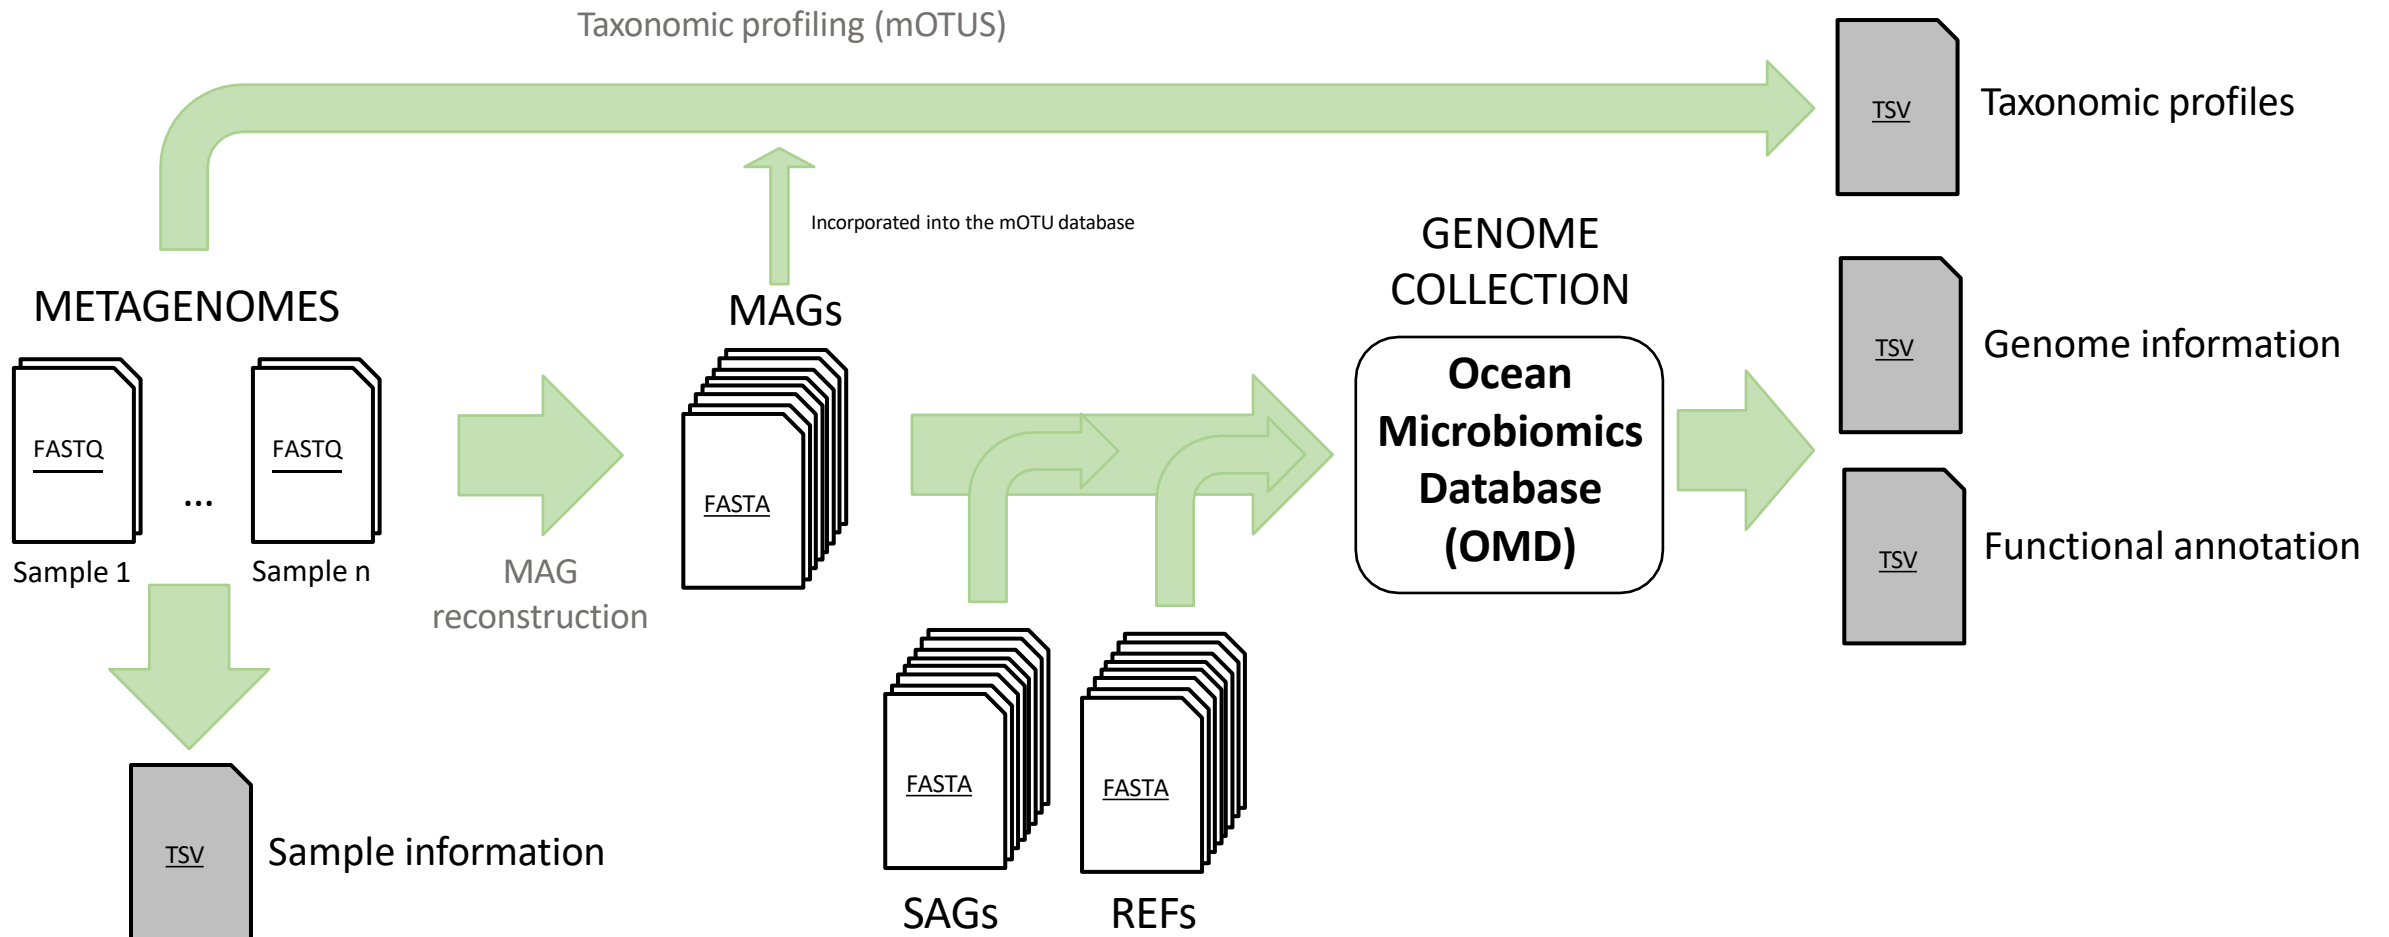 Taxonomic profiling (mOTUS)
TSV
Taxonomic profiles
Incorporated into the mOTU database
METAGENOMES
FASTQ
Sample 1
...
FASTQ
Sample n
MAG
reconstruction
MAGs
FASTA
GENOME
COLLECTION
Ocean
Microbiomics
Database
(OMD)
TSV
Genome information
TSV
Functional annotation
FASTA
SAGs
FASTA
REFs
TSV
Sample information